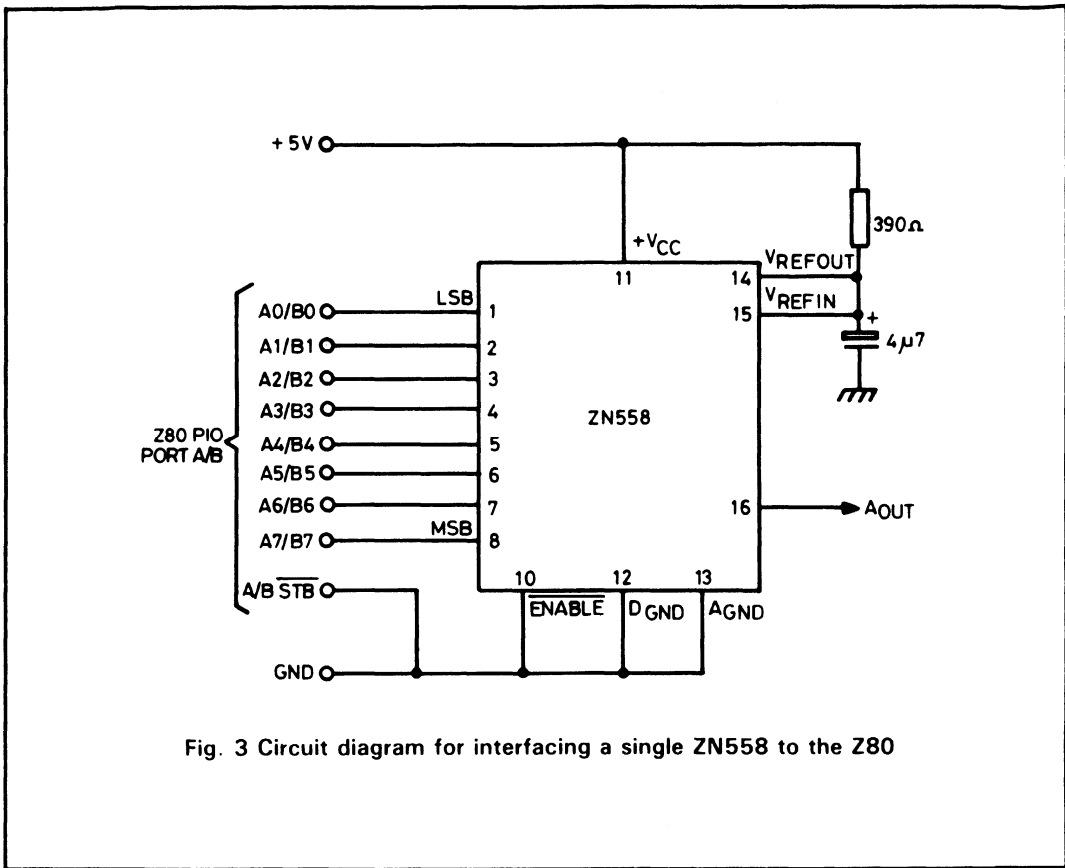 +5V
390Ω
+VCC
11
VREFOUT
14
VREFIN
15
+
4µ7
LSB
A0/B0
1
A1/B1
2
A2/B2
3
A3/B3
4
ZN558
Z80 PIO
PORT A/B
A4/B4
5
A5/B5
6
A6/B6
7
16
AOUT
MSB
A7/B7
8
A/B STB
10
12
13
ENABLE
DGND
AGND
GND
Fig. 3 Circuit diagram for interfacing a single ZN558 to the Z80